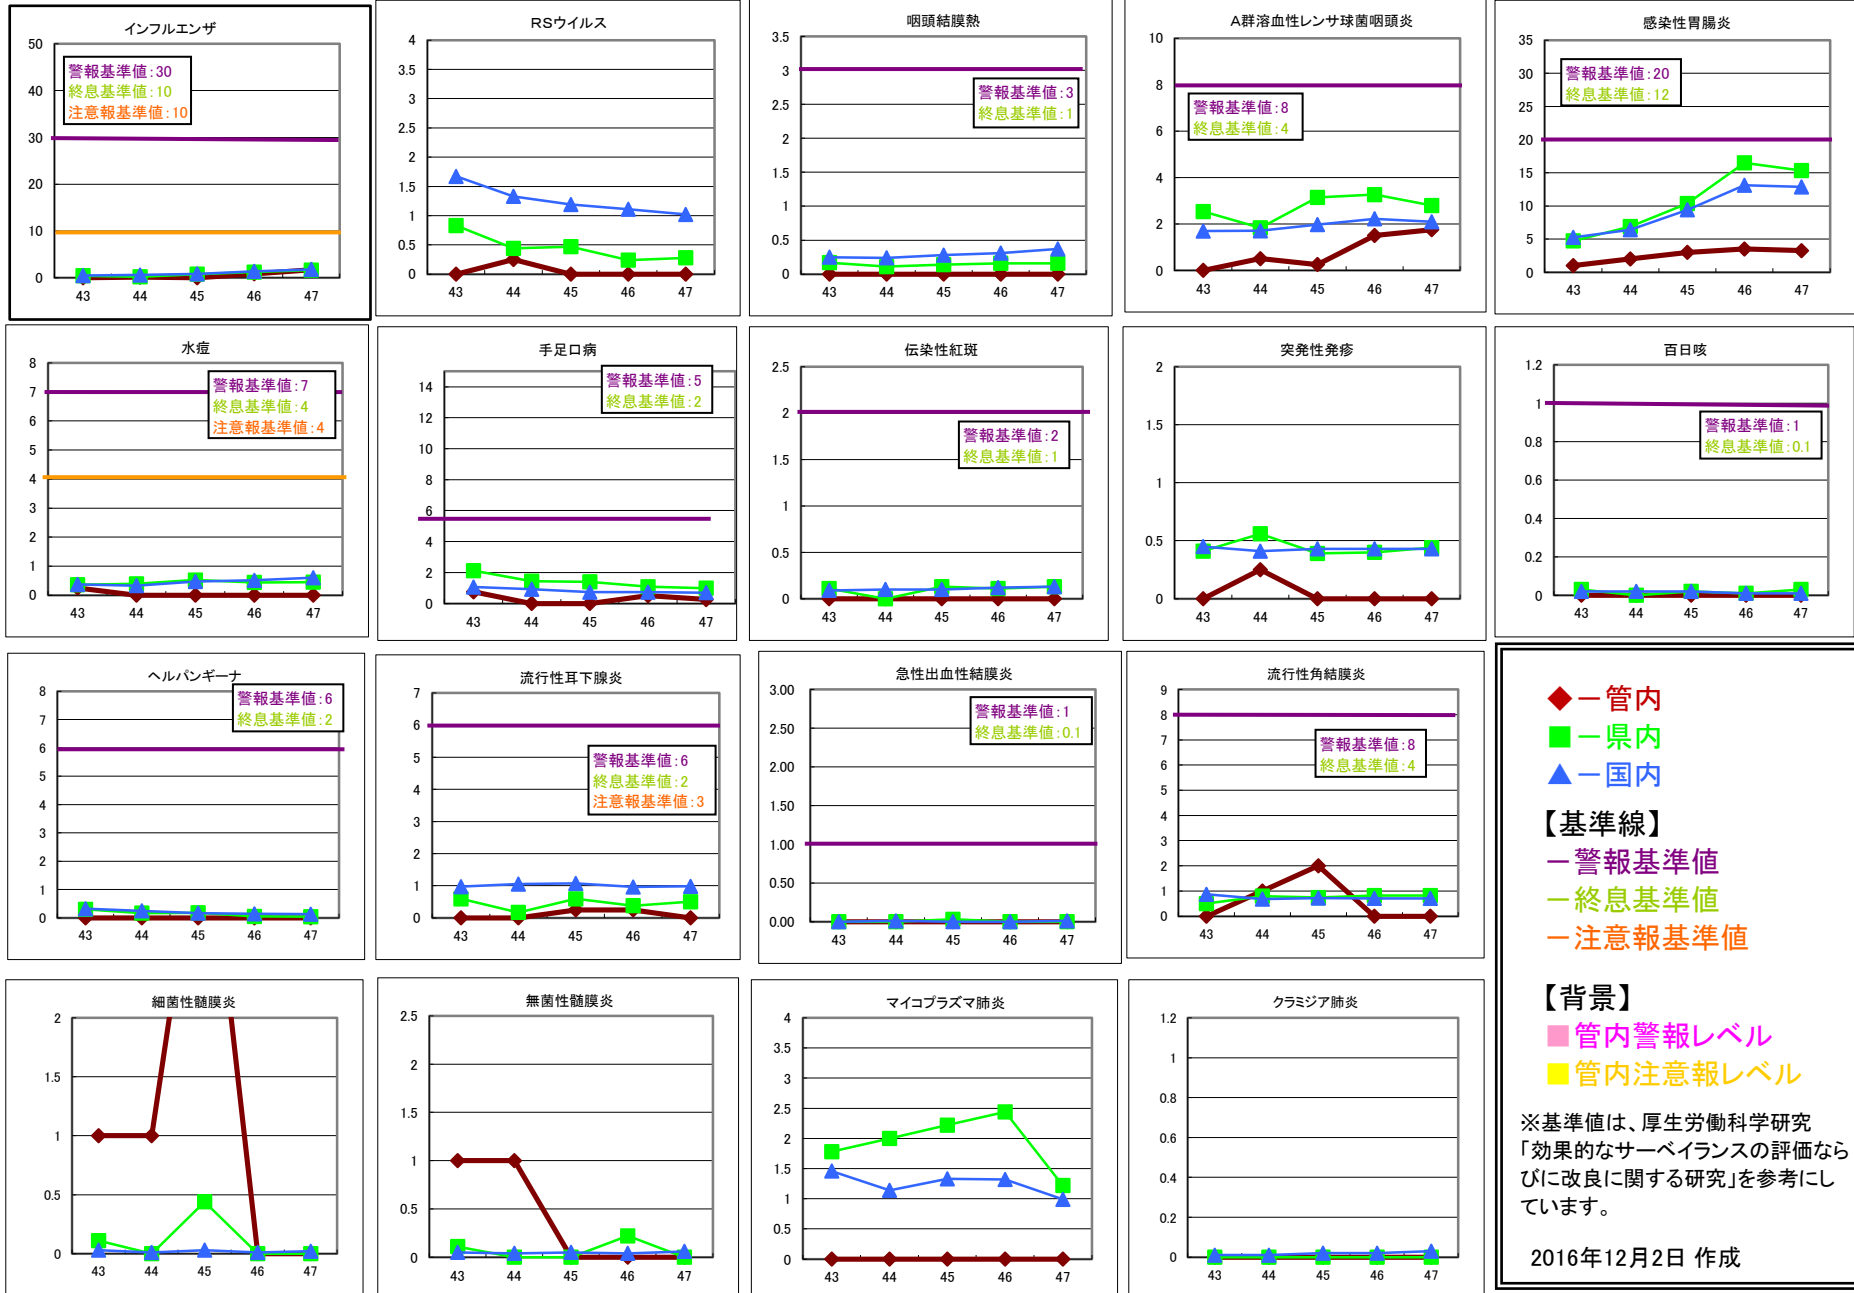 インフルエンザ
50
40
30
20
10
0
警報基準値:30
終息基準値:10
注意報基準値:10
43 44 45 46 47
RSウイルス
4
3.5
3
2.5
2
1.5
1
0.5
0
43 44 45 46 47
咽頭結膜熱
3.5
3
2.5
2
1.5
1
0.5
0
警報基準値:3
終息基準値:1
43 44 45 46 47
A群溶血性レンサ球菌咽頭炎
10
8
6
4
2
0
警報基準値:8
終息基準値:4
43 44 45 46 47
感染性胃腸炎
35
30
25
20
15
10
5
0
警報基準値:20
終息基準値:12
43 44 45 46 47
水痘
8
7
6
5
4
3
2
1
0
警報基準値:7
終息基準値:4
注意報基準値:4
43 44 45 46 47
手足口病
14
12
10
8
6
4
2
0
警報基準値:5
終息基準値:2
43 44 45 46 47
伝染性紅斑
2.5
2
1.5
1
0.5
0
警報基準値:2
終息基準値:1
43 44 45 46 47
突発性発疹
2
1.5
1
0.5
0
43 44 45 46 47
百日咳
1.2
1
0.8
0.6
0.4
0.2
0
警報基準値:1
終息基準値:0.1
43 44 45 46 47
ヘルパンギーナ
8
7
6
5
4
3
2
1
0
警報基準値:6
終息基準値:2
43 44 45 46 47
流行性耳下腺炎
7
6
5
4
3
2
1
0
警報基準値:6
終息基準値:2
注意報基準値:3
43 44 45 46 47
急性出血性結膜炎
3.00
2.50
2.00
1.50
1.00
0.50
0.00
警報基準値:1
終息基準値:0.1
43 44 45 46 47
流行性角結膜炎
9
8
7
6
5
4
3
2
1
0
警報基準値:8
終息基準値:4
43 44 45 46 47
細菌性髄膜炎
2
1.5
1
0.5
0
43 44 45 46 47
無菌性髄膜炎
2.5
2
1.5
1
0.5
0
43 44 45 46 47
マイコプラズマ肺炎
4
3.5
3
2.5
2
1.5
1
0.5
0
43 44 45 46 47
クラミジア肺炎
1.2
1
0.8
0.6
0.4
0.2
0
43 44 45 46 47
◆－管内
■－県内
▲－国内
【基準線】
－警報基準値
－終息基準値
－注意報基準値
【背景】
■管内警報レベル
■管内注意報レベル
※基準値は、厚生労働科学研究
「効果的なサーベイランスの評価なら
びに改良に関する研究」を参考にし
ています。
2016年12月2日 作成